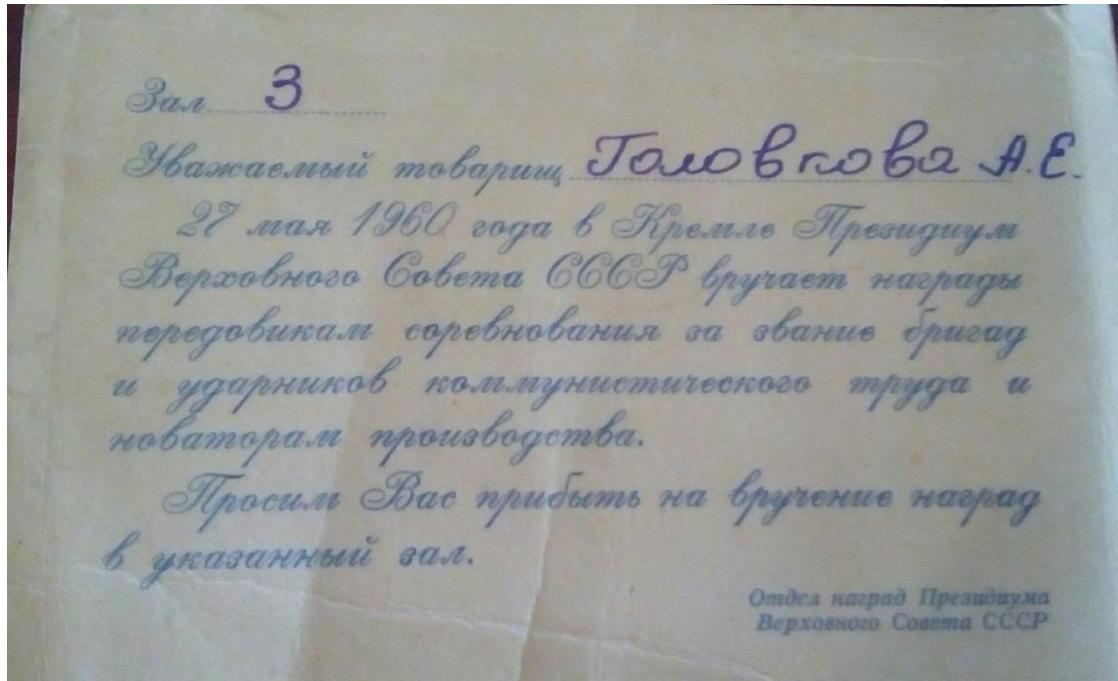 Зал 3
Уважаемый товарищ Головкова А.Е.
27 мая 1960 года в Кремле Президиум
Верховного Совета СССР вручает награды
передовикам соревнования за звание бригад
и ударников коммунистического труда и
новаторам производства.
Просим Вас прибыть на вручение наград
в указанный зал.
Отдел наград Президиума
Верховного Совета СССР